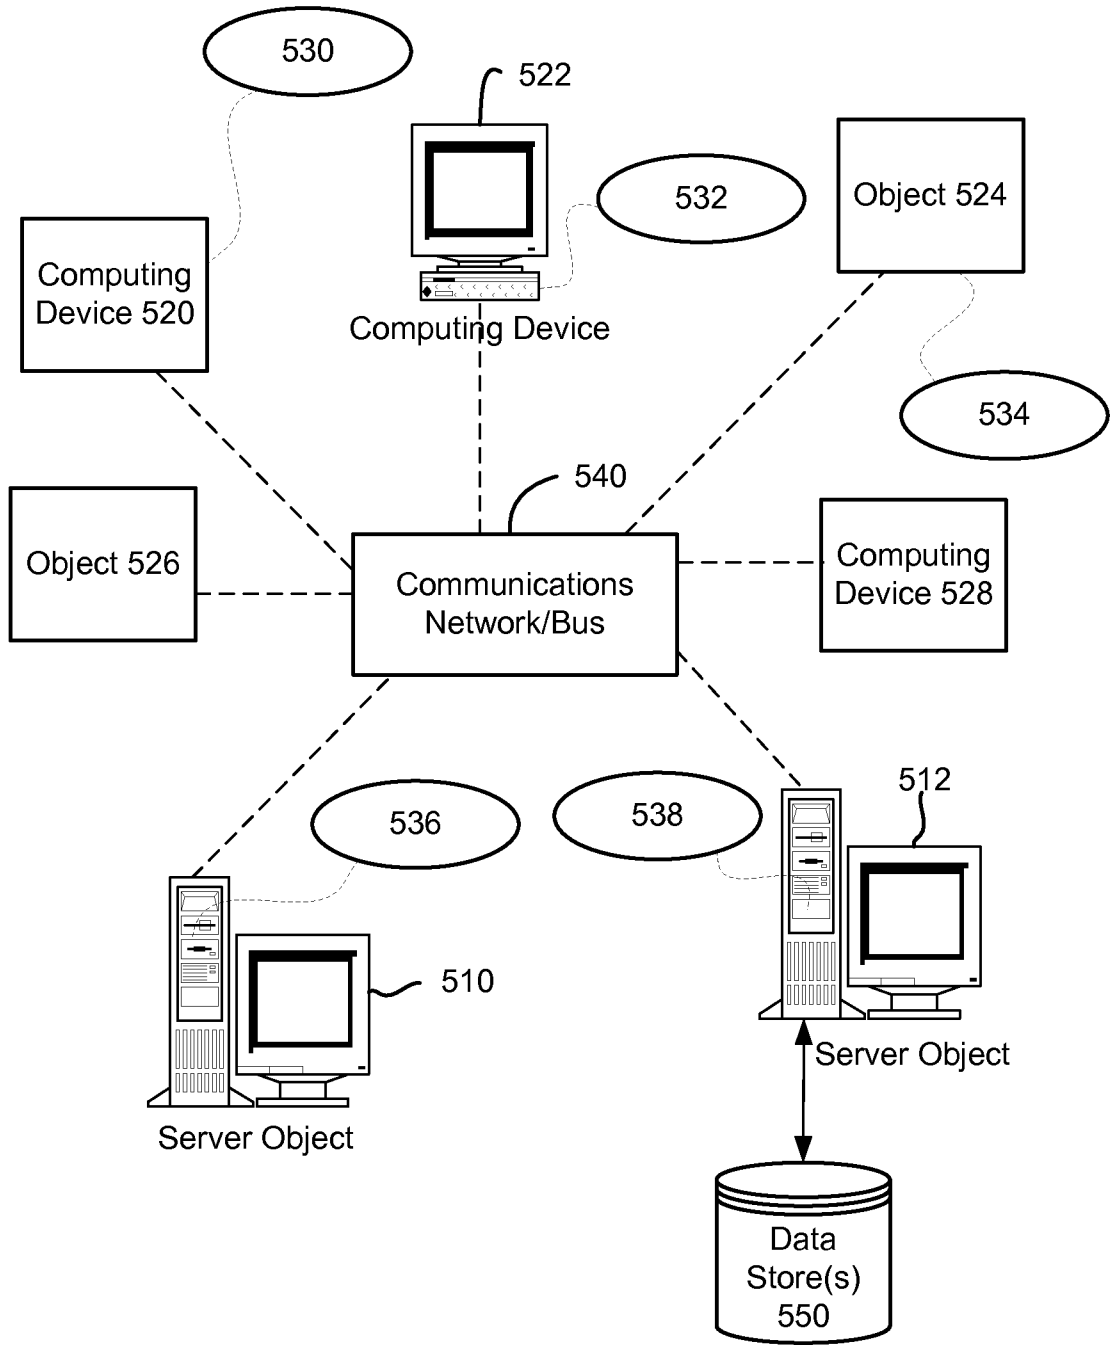 530
522
532
Object 524
Computing
Device 520
Computing Device
534
540
Object 526
Communications
Network/Bus
Computing
Device 528
536
538
512
510
Server Object
Server Object
Data
Store(s)
550